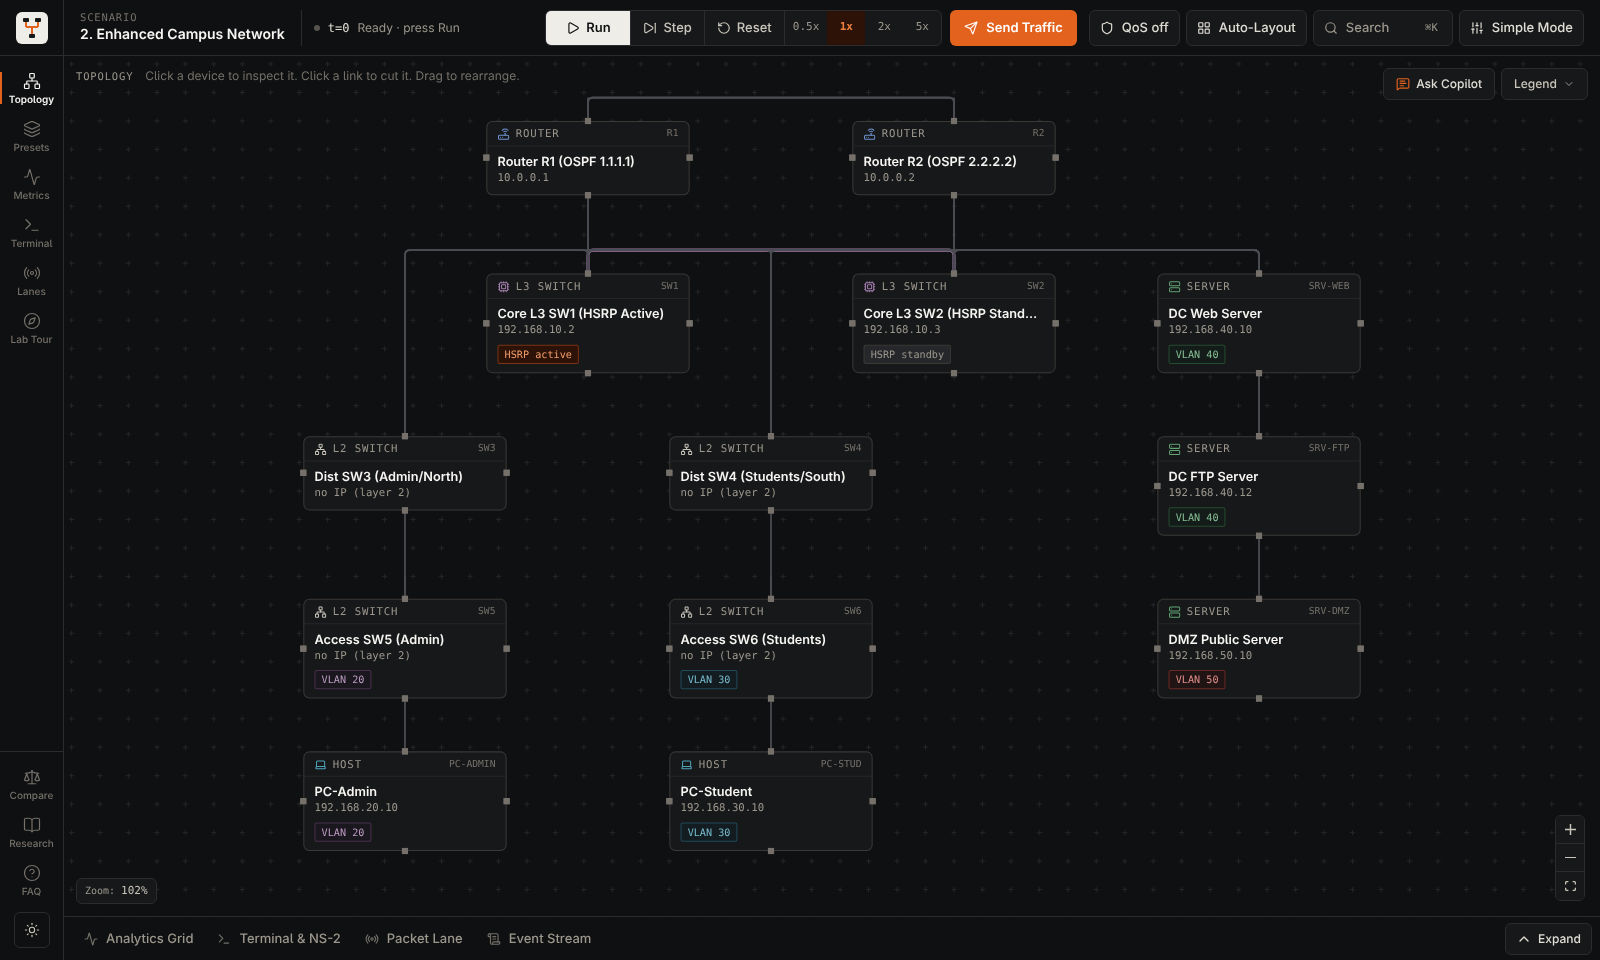 SCENARIO
2. Enhanced Campus Network
t=0 Ready · press Run
Run
Step
Reset
0.5x
1x
2x
5x
Send Traffic
QoS off
Auto-Layout
Search
⌘K
Simple Mode
Topology
Presets
Metrics
Terminal
Lanes
Lab Tour
Compare
Research
FAQ
TOPOLOGY Click a device to inspect it. Click a link to cut it. Drag to rearrange.
Ask Copilot
Legend
ROUTER R1
Router R1 (OSPF 1.1.1.1)
10.0.0.1
ROUTER R2
Router R2 (OSPF 2.2.2.2)
10.0.0.2
L3 SWITCH SW1
Core L3 SW1 (HSRP Active)
192.168.10.2
HSRP active
L3 SWITCH SW2
Core L3 SW2 (HSRP Stand...
192.168.10.3
HSRP standby
SERVER SRV-WEB
DC Web Server
192.168.40.10
VLAN 40
L2 SWITCH SW3
Dist SW3 (Admin/North)
no IP (layer 2)
L2 SWITCH SW4
Dist SW4 (Students/South)
no IP (layer 2)
SERVER SRV-FTP
DC FTP Server
192.168.40.12
VLAN 40
L2 SWITCH SW5
Access SW5 (Admin)
no IP (layer 2)
VLAN 20
L2 SWITCH SW6
Access SW6 (Students)
no IP (layer 2)
VLAN 30
SERVER SRV-DMZ
DMZ Public Server
192.168.50.10
VLAN 50
HOST PC-ADMIN
PC-Admin
192.168.20.10
VLAN 20
HOST PC-STUD
PC-Student
192.168.30.10
VLAN 30
Zoom: 102%
Analytics Grid
Terminal & NS-2
Packet Lane
Event Stream
Expand